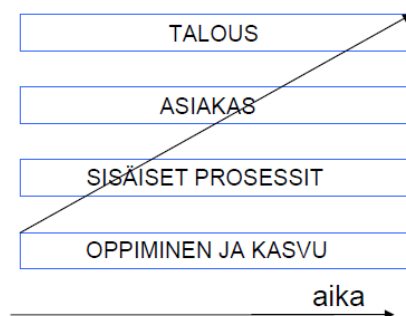 TALOUS
ASIAKAS
SISÄISET PROSESSIT
OPPIMINEN JA KASVU
aika